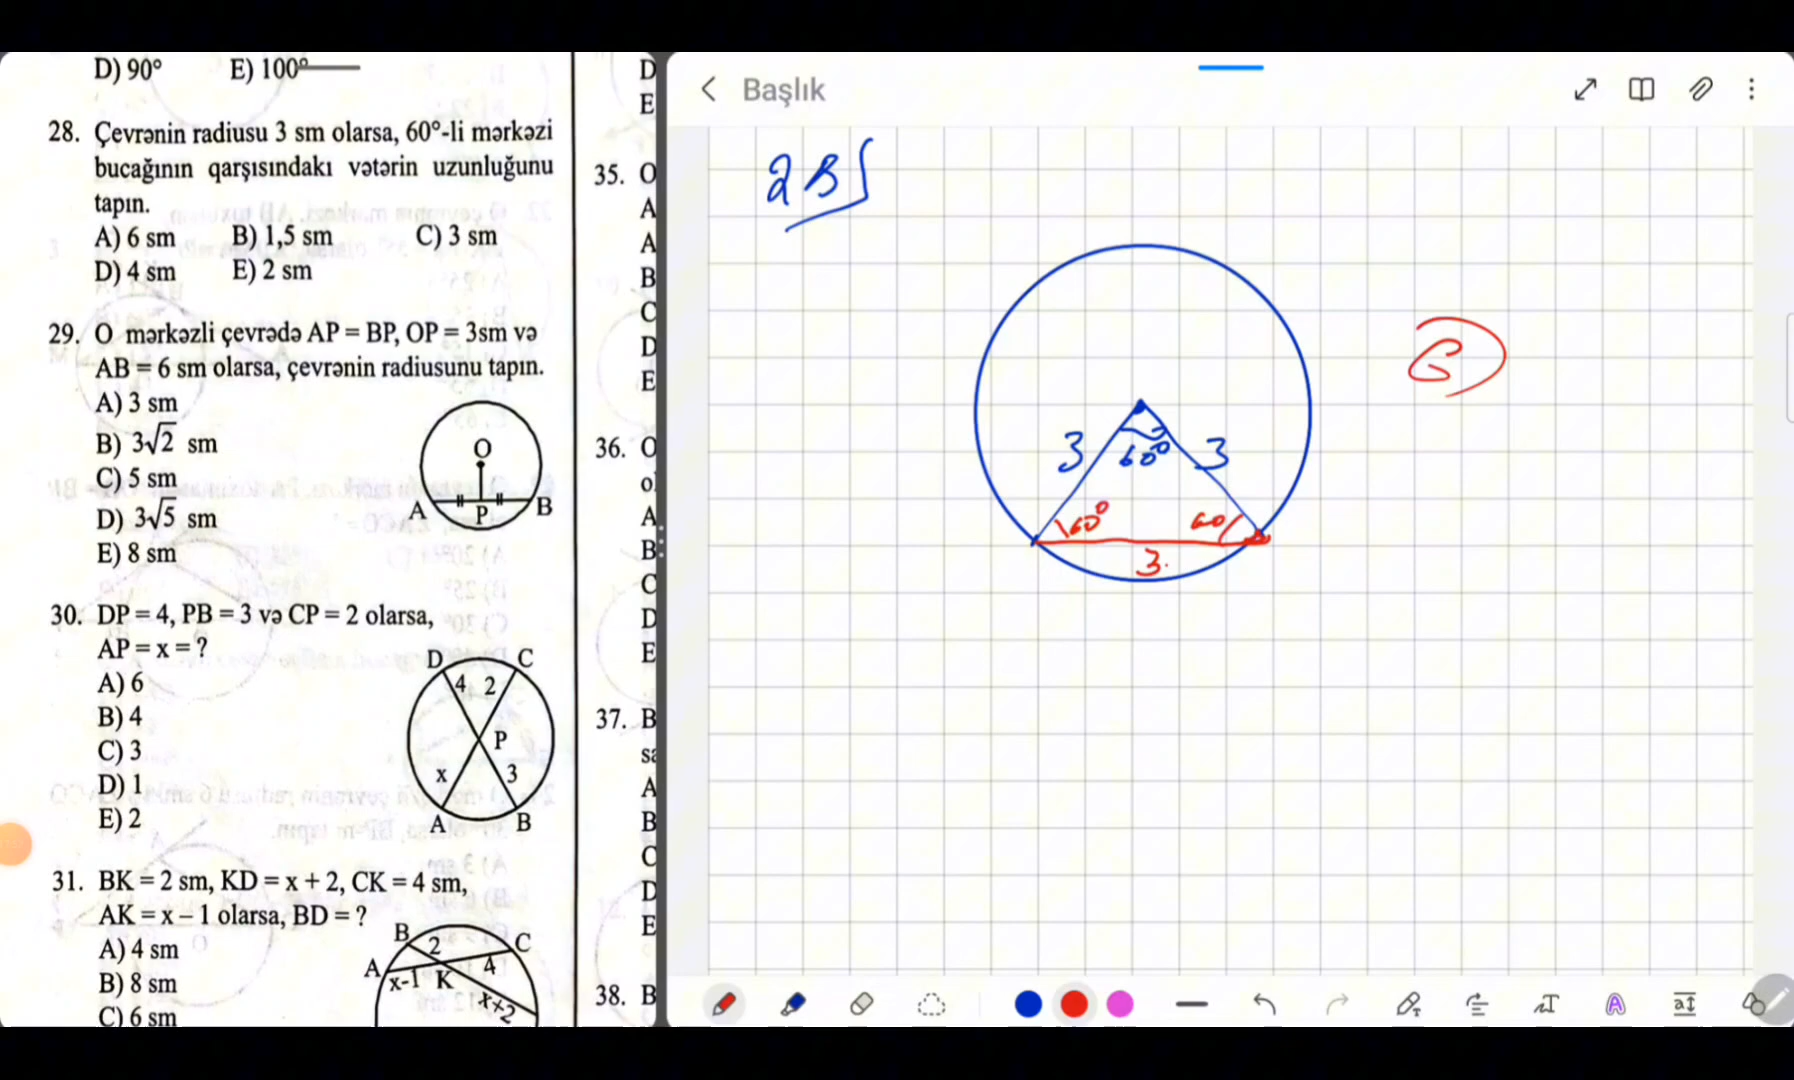 D) 90° E) 100°
28. Çevrənin radiusu 3 sm olarsa, 60°-li mərkəzi
bucağının qarşısındakı vətərin uzunluğunu
tapın.
A) 6 sm B) 1,5 sm C) 3 sm
D) 4 sm E) 2 sm
29. O mərkəzli çevrədə AP = BP, OP = 3sm və
AB = 6 sm olarsa, çevrənin radiusunu tapın.
A) 3 sm
B) 3√2 sm
C) 5 sm
D) 3√5 sm
E) 8 sm
O
A P B
30. DP = 4, PB = 3 və CP = 2 olarsa,
AP = x = ?
A) 6
B) 4
C) 3
D) 1
E) 2
D C
4 2
P
x 3
A B
31. BK = 2 sm, KD = x + 2, CK = 4 sm,
AK = x – 1 olarsa, BD = ?
A) 4 sm
B) 8 sm
C) 6 sm
B 2 C
A x-1 K 4
x+2
D
E
35. O
A
A
B
C
D
E
36. O
ol
A
B
C
D
E
37. B
sa
A
B
C
D
E
38. B
Başlık
28
3 60° 3
60° 60
3